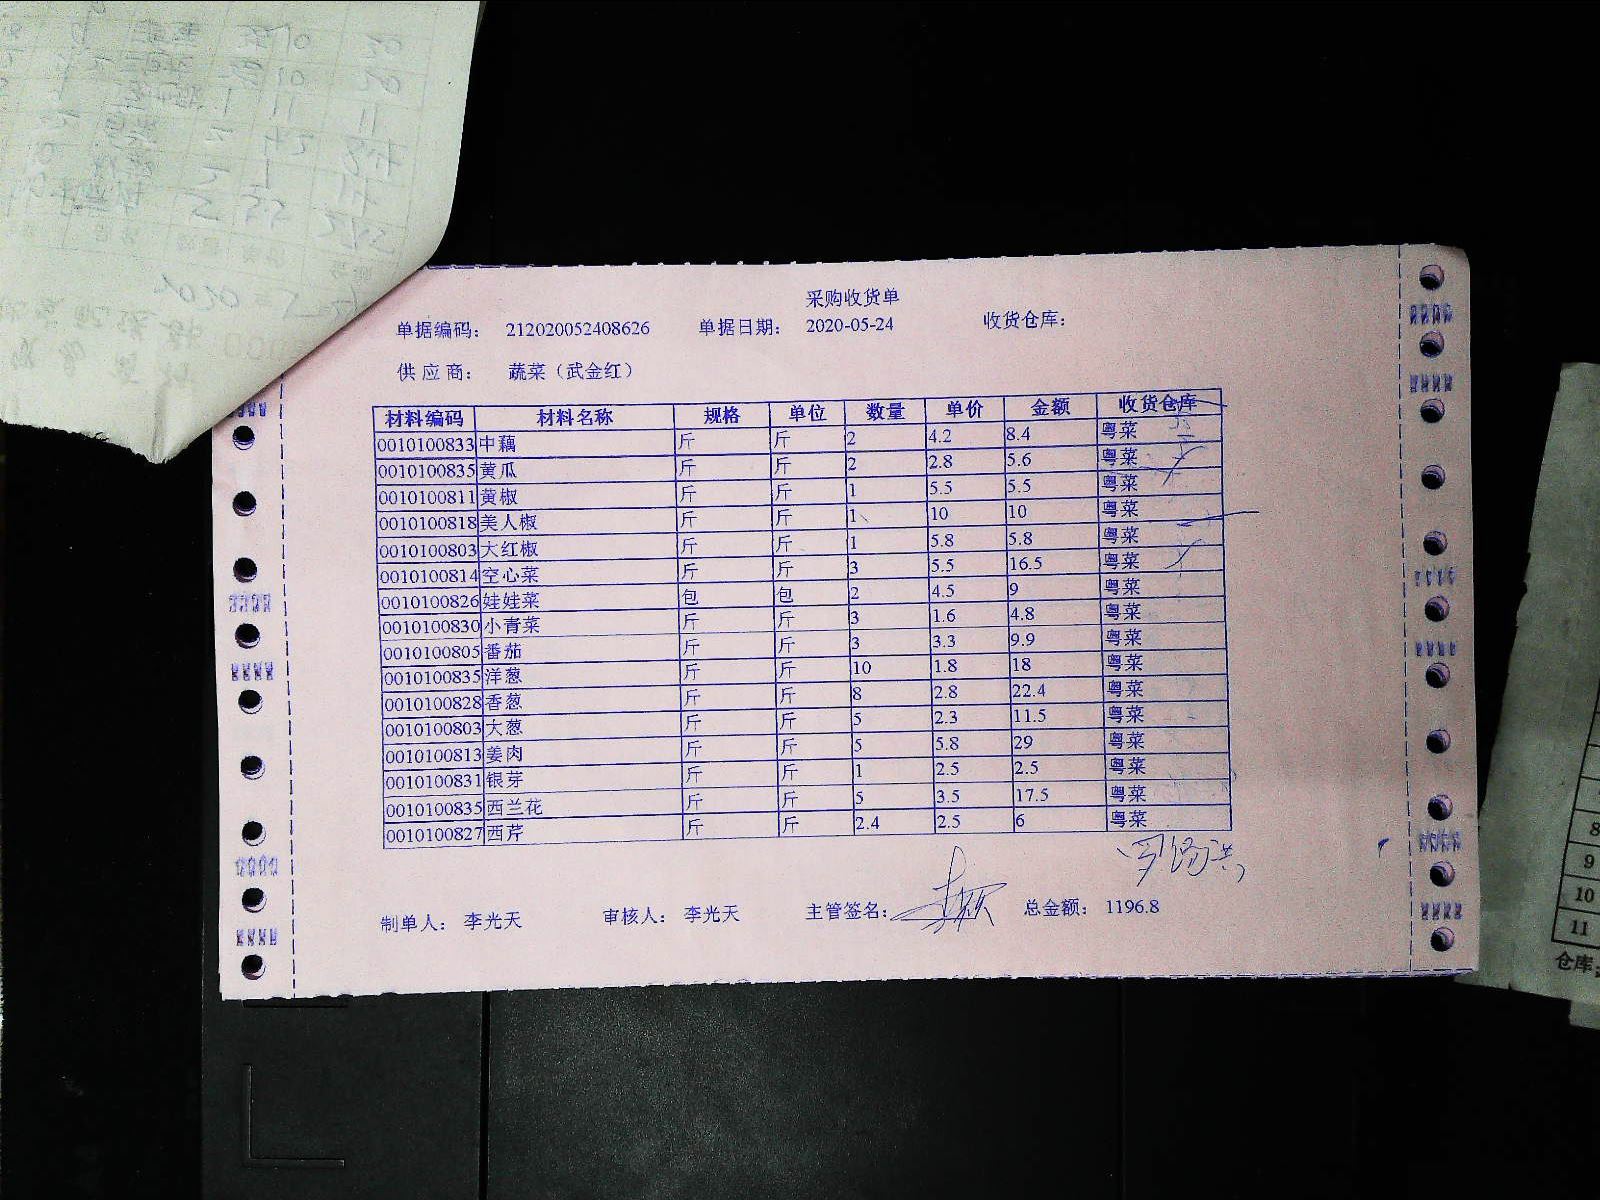 采购收货单
单据编码: 212020052408626 单据日期: 2020-05-24 收货仓库:
供应商: 蔬菜（武金红）
材料编码 材料名称 规格 单位 数量 单价 金额 收货仓库
0010100833 中藕 斤 斤 2 4.2 8.4 粤菜
0010100835 黄瓜 斤 斤 2 2.8 5.6 粤菜
0010100811 黄椒 斤 斤 1 5.5 5.5 粤菜
0010100818 美人椒 斤 斤 1 10 10 粤菜
0010100803 大红椒 斤 斤 1 5.8 5.8 粤菜
0010100814 空心菜 斤 斤 3 5.5 16.5 粤菜
0010100826 娃娃菜 包 包 2 4.5 9 粤菜
0010100830 小青菜 斤 斤 3 1.6 4.8 粤菜
0010100805 番茄 斤 斤 3 3.3 9.9 粤菜
0010100835 洋葱 斤 斤 10 1.8 18 粤菜
0010100828 香葱 斤 斤 8 2.8 22.4 粤菜
0010100803 大葱 斤 斤 5 2.3 11.5 粤菜
0010100813 姜肉 斤 斤 5 5.8 29 粤菜
0010100831 银芽 斤 斤 1 2.5 2.5 粤菜
0010100835 西兰花 斤 斤 5 3.5 17.5 粤菜
0010100827 西芹 斤 斤 2.4 2.5 6 粤菜
制单人: 李光天 审核人: 李光天 主管签名: 总金额: 1196.8
8
9
10
11
仓库: